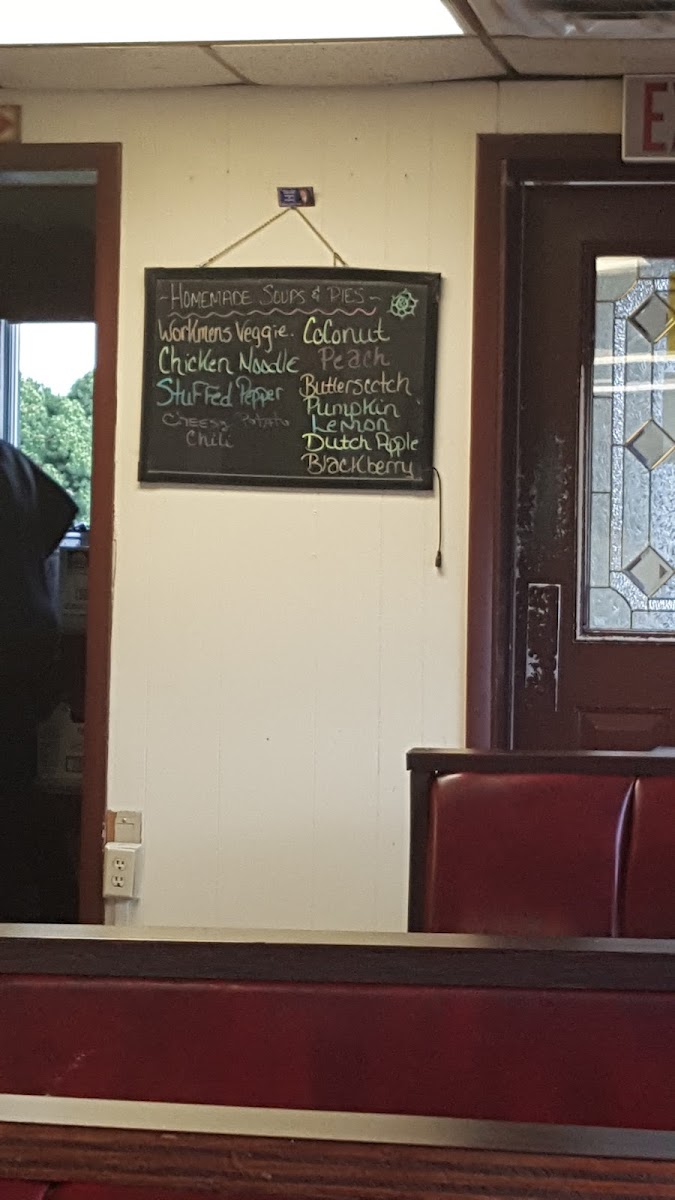 - HOMEMADE SOUPS & PIES -
Workmens Veggie.
Chicken Noodle
Stuffed Pepper
Cheesy Potato
Chili
Coconut
Peach
Butterscotch
Pumpkin
Lemon
Dutch Apple
Blackberry
E